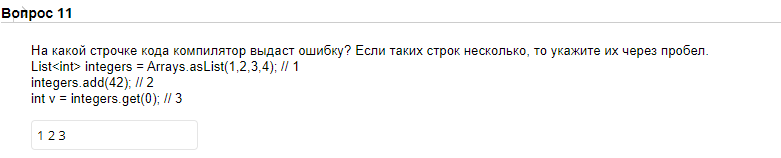 Вопрос 11
На какой строчке кода компилятор выдаст ошибку? Если таких строк несколько, то укажите их через пробел.
List<int> integers = Arrays.asList(1,2,3,4); // 1
integers.add(42); // 2
int v = integers.get(0); // 3
1 2 3